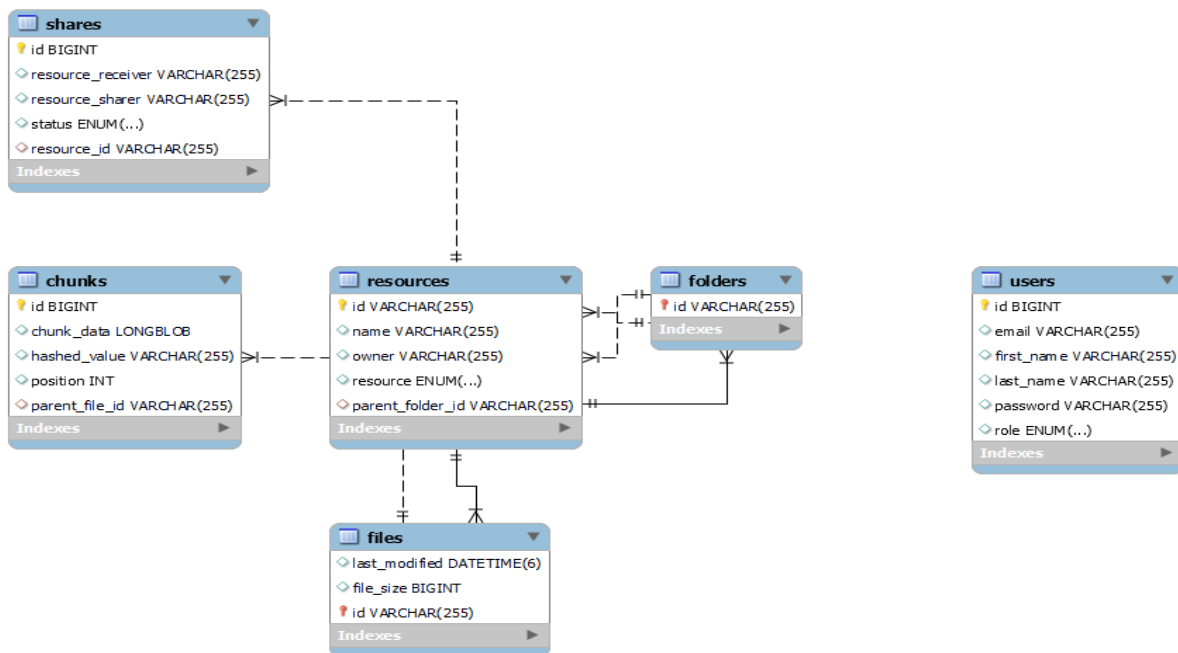 shares
id BIGINT
resource_receiver VARCHAR(255)
resource_sharer VARCHAR(255)
status ENUM(...)
resource_id VARCHAR(255)
Indexes
chunks
id BIGINT
chunk_data LONGBLOB
hashed_value VARCHAR(255)
position INT
parent_file_id VARCHAR(255)
Indexes
resources
id VARCHAR(255)
name VARCHAR(255)
owner VARCHAR(255)
resource ENUM(...)
parent_folder_id VARCHAR(255)
Indexes
folders
id VARCHAR(255)
Indexes
users
id BIGINT
email VARCHAR(255)
first_name VARCHAR(255)
last_name VARCHAR(255)
password VARCHAR(255)
role ENUM(...)
Indexes
files
last_modified DATETIME(6)
file_size BIGINT
id VARCHAR(255)
Indexes